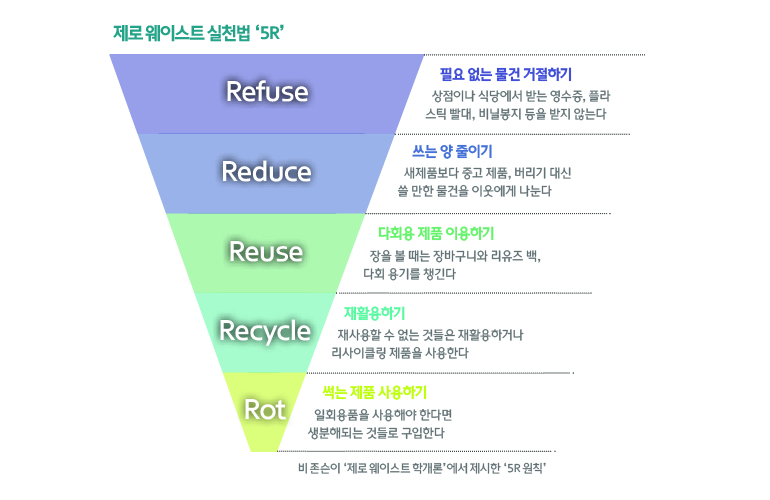 제로 웨이스트 실천법 ‘5R’
Refuse
필요 없는 물건 거절하기
상점이나 식당에서 받는 영수증, 플라
스틱 빨대, 비닐봉지 등을 받지 않는다
Reduce
쓰는 양 줄이기
새제품보다 중고 제품, 버리기 대신
쓸 만한 물건을 이웃에게 나눈다
Reuse
다회용 제품 이용하기
장을 볼 때는 장바구니와 리유즈 백,
다회 용기를 챙긴다
Recycle
재활용하기
재사용할 수 없는 것들은 재활용하거나
리사이클링 제품을 사용한다
Rot
썩는 제품 사용하기
일회용품을 사용해야 한다면
생분해되는 것들로 구입한다
비 존슨이 ‘제로 웨이스트 학개론’에서 제시한 ‘5R 원칙’